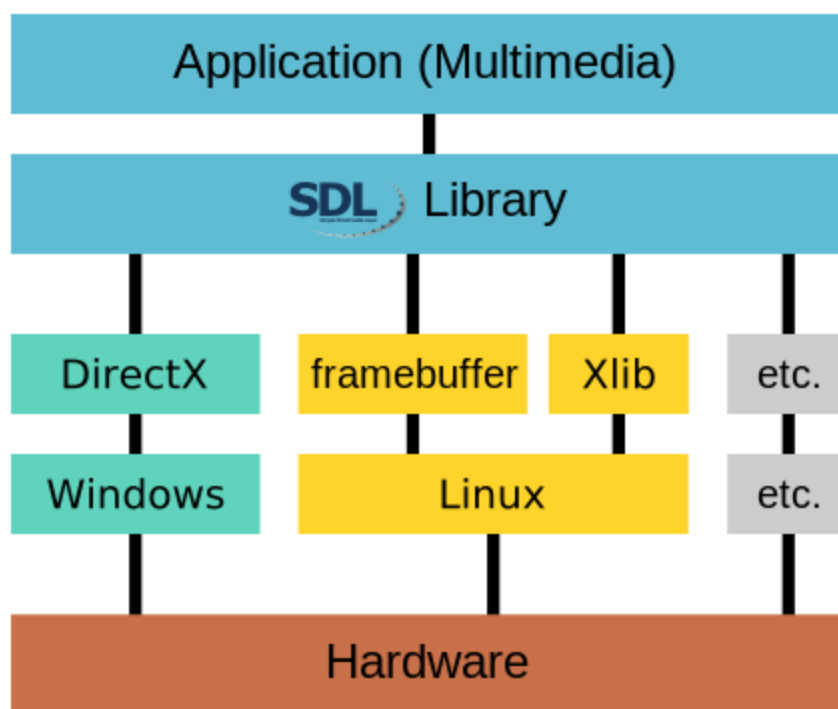 Application (Multimedia)
SDL Library
DirectX framebuffer Xlib etc.
Windows Linux etc.
Hardware